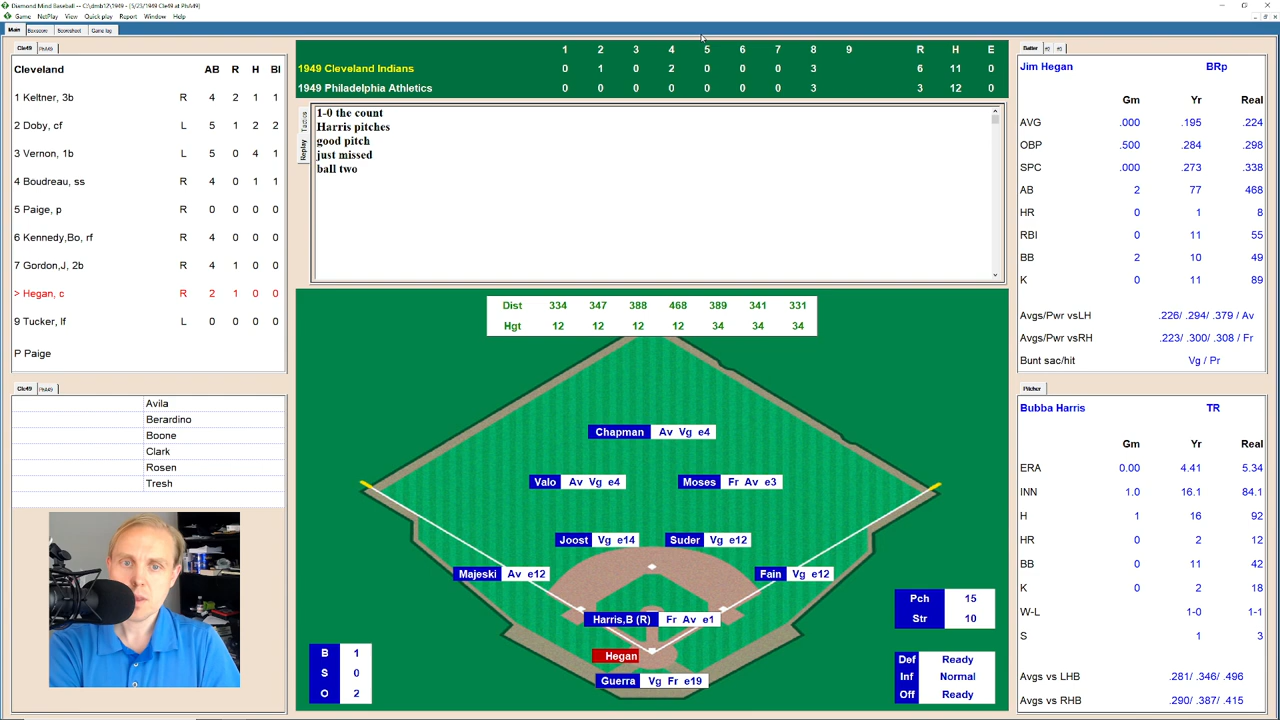 Diamond Mind Baseball -- C:\dmb12\1949 - [5/23/1949 Cle49 at PhA49]
Game NetPlay View Quick play Report Window Help
Main Boxscore Scoresheet Game log
Cle49 PhA49
Cleveland AB R H BI
1 Keltner, 3b R 4 2 1 1
2 Doby, cf L 5 1 2 2
3 Vernon, 1b L 5 0 4 1
4 Boudreau, ss R 4 0 1 1
5 Paige, p R 0 0 0 0
6 Kennedy,Bo, rf R 4 0 0 0
7 Gordon,J, 2b R 4 1 0 0
> Hegan, c R 2 1 0 0
9 Tucker, lf L 0 0 0 0
P Paige
Cle49 PhA49
Avila
Berardino
Boone
Clark
Rosen
Tresh
1 2 3 4 5 6 7 8 9 R H E
1949 Cleveland Indians 0 1 0 2 0 0 0 3 6 11 0
1949 Philadelphia Athletics 0 0 0 0 0 0 0 3 3 12 0
Tactics
Replay
1-0 the count
Harris pitches
good pitch
just missed
ball two
Dist 334 347 388 468 389 341 331
Hgt 12 12 12 12 34 34 34
Chapman Av Vg e4
Valo Av Vg e4
Moses Fr Av e3
Joost Vg e14
Suder Vg e12
Majeski Av e12
Fain Vg e12
Harris,B (R) Fr Av e1
Hegan
Guerra Vg Fr e19
B 1
S 0
O 2
Pch 15
Str 10
Def Ready
Inf Normal
Off Ready
Batter #2 #3
Jim Hegan BRp
Gm Yr Real
AVG .000 .195 .224
OBP .500 .284 .298
SPC .000 .273 .338
AB 2 77 468
HR 0 1 8
RBI 0 11 55
BB 2 10 49
K 0 11 89
Avgs/Pwr vsLH .226/ .294/ .379 / Av
Avgs/Pwr vsRH .223/ .300/ .308 / Fr
Bunt sac/hit Vg / Pr
Pitcher
Bubba Harris TR
Gm Yr Real
ERA 0.00 4.41 5.34
INN 1.0 16.1 84.1
H 1 16 92
HR 0 2 12
BB 0 11 42
K 0 2 18
W-L 1-0 1-1
S 1 3
Avgs vs LHB .281/ .346/ .496
Avgs vs RHB .290/ .387/ .415